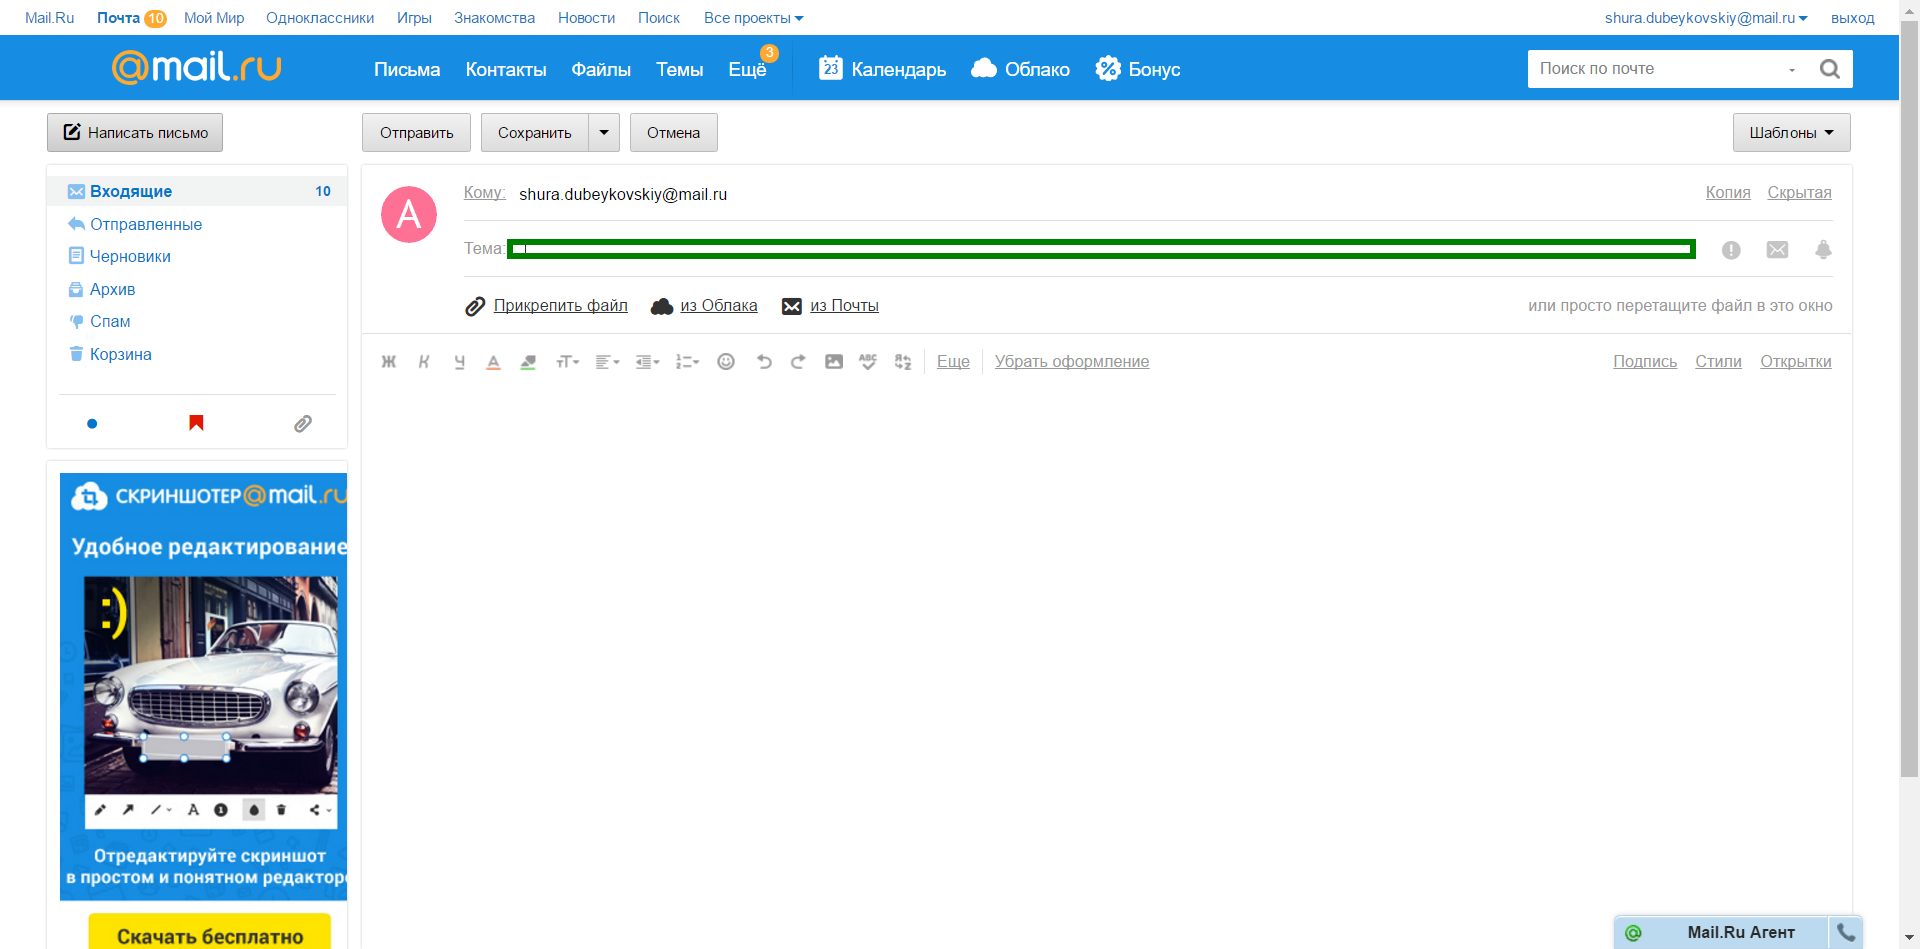 Mail.Ru Почта 10 Мой Мир Одноклассники Игры Знакомства Новости Поиск Все проекты shura.dubeykovskiy@mail.ru выход
@mail.ru Письма Контакты Файлы Темы Ещё 3 23 Календарь Облако Бонус Поиск по почте
Написать письмо Отправить Сохранить Отмена Шаблоны
Входящие 10
Отправленные
Черновики
Архив
Спам
Корзина
А
Кому: shura.dubeykovskiy@mail.ru Копия Скрытая
Тема:
Прикрепить файл из Облака из Почты или просто перетащите файл в это окно
Ж К Ч А тТ ABC Еще Убрать оформление Подпись Стили Открытки
СКРИНШОТЕР@mail.ru
Удобное редактирование
:)
А 1
Отредактируйте скриншот
в простом и понятном редакторе
Скачать бесплатно
@ Mail.Ru Агент